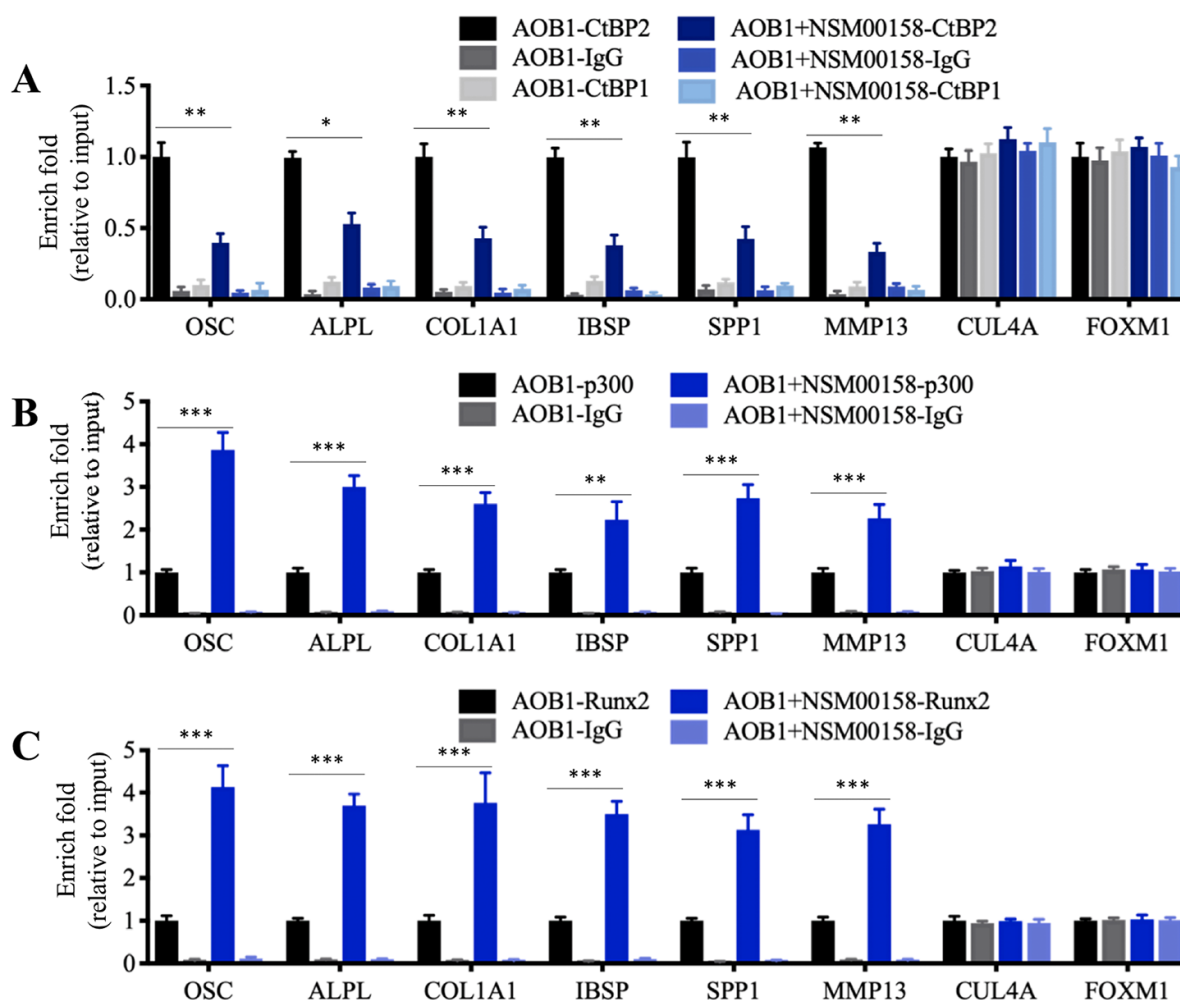 AOB1-CtBP2 AOB1+NSM00158-CtBP2
AOB1-IgG AOB1+NSM00158-IgG
AOB1-CtBP1 AOB1+NSM00158-CtBP1
A
Enrich fold
(relative to input)
1.5
1.0
0.5
0.0
** * ** ** ** **
OSC ALPL COL1A1 IBSP SPP1 MMP13 CUL4A FOXM1
AOB1-p300 AOB1+NSM00158-p300
AOB1-IgG AOB1+NSM00158-IgG
B
Enrich fold
(relative to input)
5
4
3
2
1
0
*** *** *** ** *** ***
OSC ALPL COL1A1 IBSP SPP1 MMP13 CUL4A FOXM1
AOB1-Runx2 AOB1+NSM00158-Runx2
AOB1-IgG AOB1+NSM00158-IgG
C
Enrich fold
(relative to input)
5
4
3
2
1
0
*** *** *** *** *** ***
OSC ALPL COL1A1 IBSP SPP1 MMP13 CUL4A FOXM1